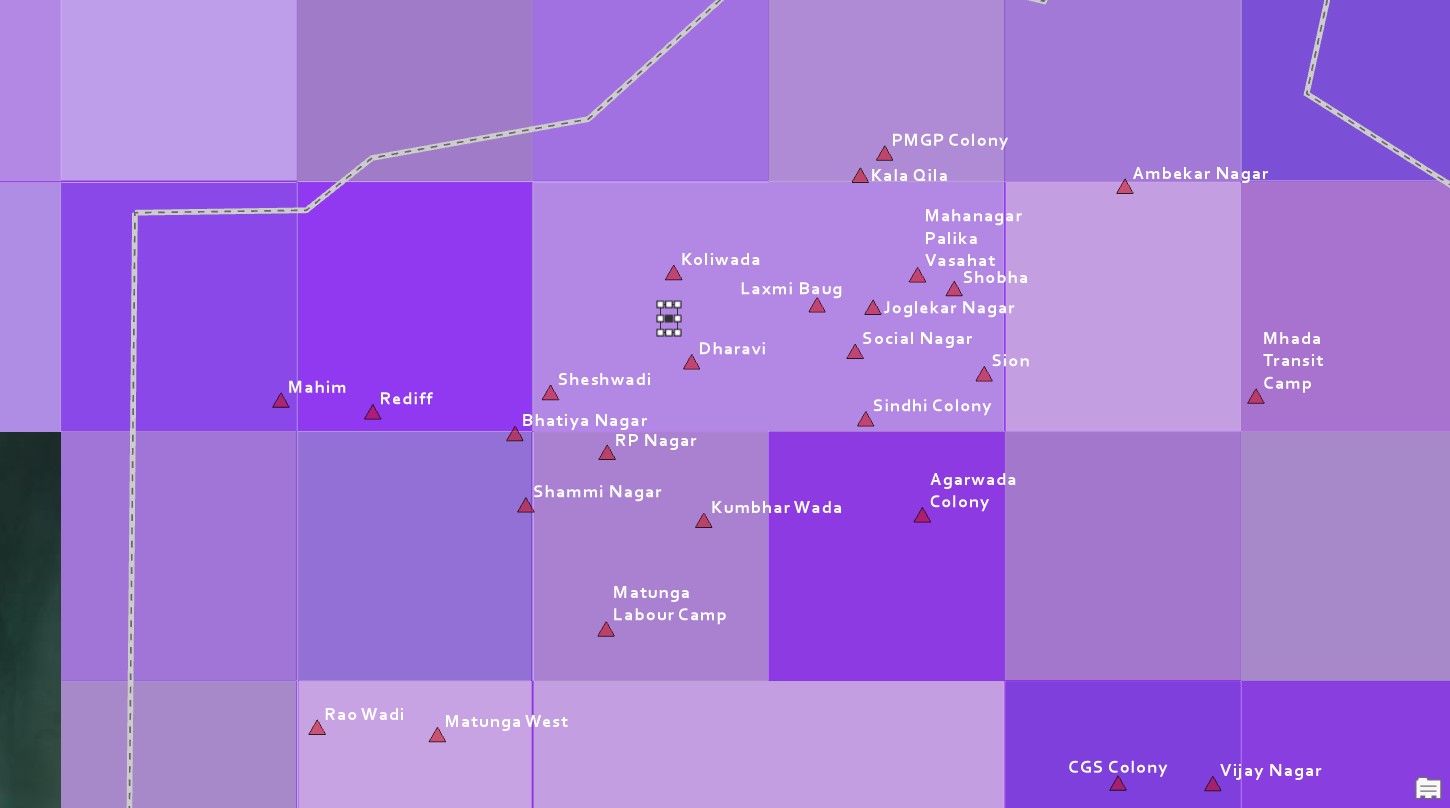 PMGP Colony
Kala Qila
Ambekar Nagar
Mahanagar
Palika
Vasahat
Koliwada
Shobha
Laxmi Baug
Joglekar Nagar
Social Nagar
Mhada
Transit
Camp
Dharavi
Sion
Sheshwadi
Mahim
Rediff
Sindhi Colony
Bhatiya Nagar
RP Nagar
Agarwada
Colony
Shammi Nagar
Kumbhar Wada
Matunga
Labour Camp
Rao Wadi
Matunga West
CGS Colony
Vijay Nagar